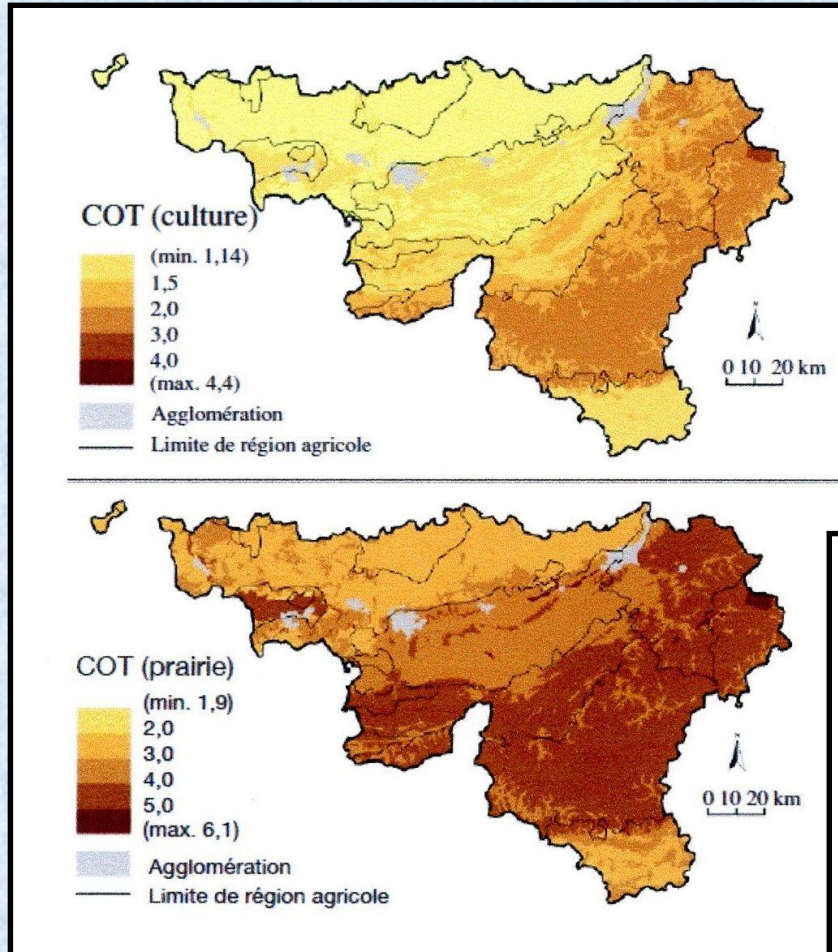 COT (culture)
(min. 1,14)
1,5
2,0
3,0
4,0
(max. 4,4)
Agglomération
Limite de région agricole
0 10 20 km
COT (prairie)
(min. 1,9)
2,0
3,0
4,0
5,0
(max. 6,1)
Agglomération
Limite de région agricole
0 10 20 km